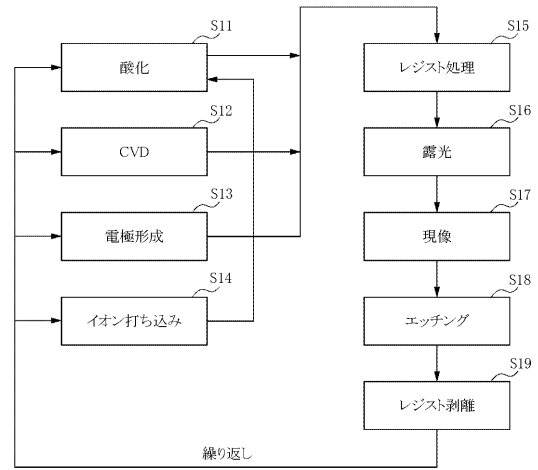 S11
酸化
S12
CVD
S13
電極形成
S14
イオン打ち込み
S15
レジスト処理
S16
露光
S17
現像
S18
エッチング
S19
レジスト剥離
繰り返し